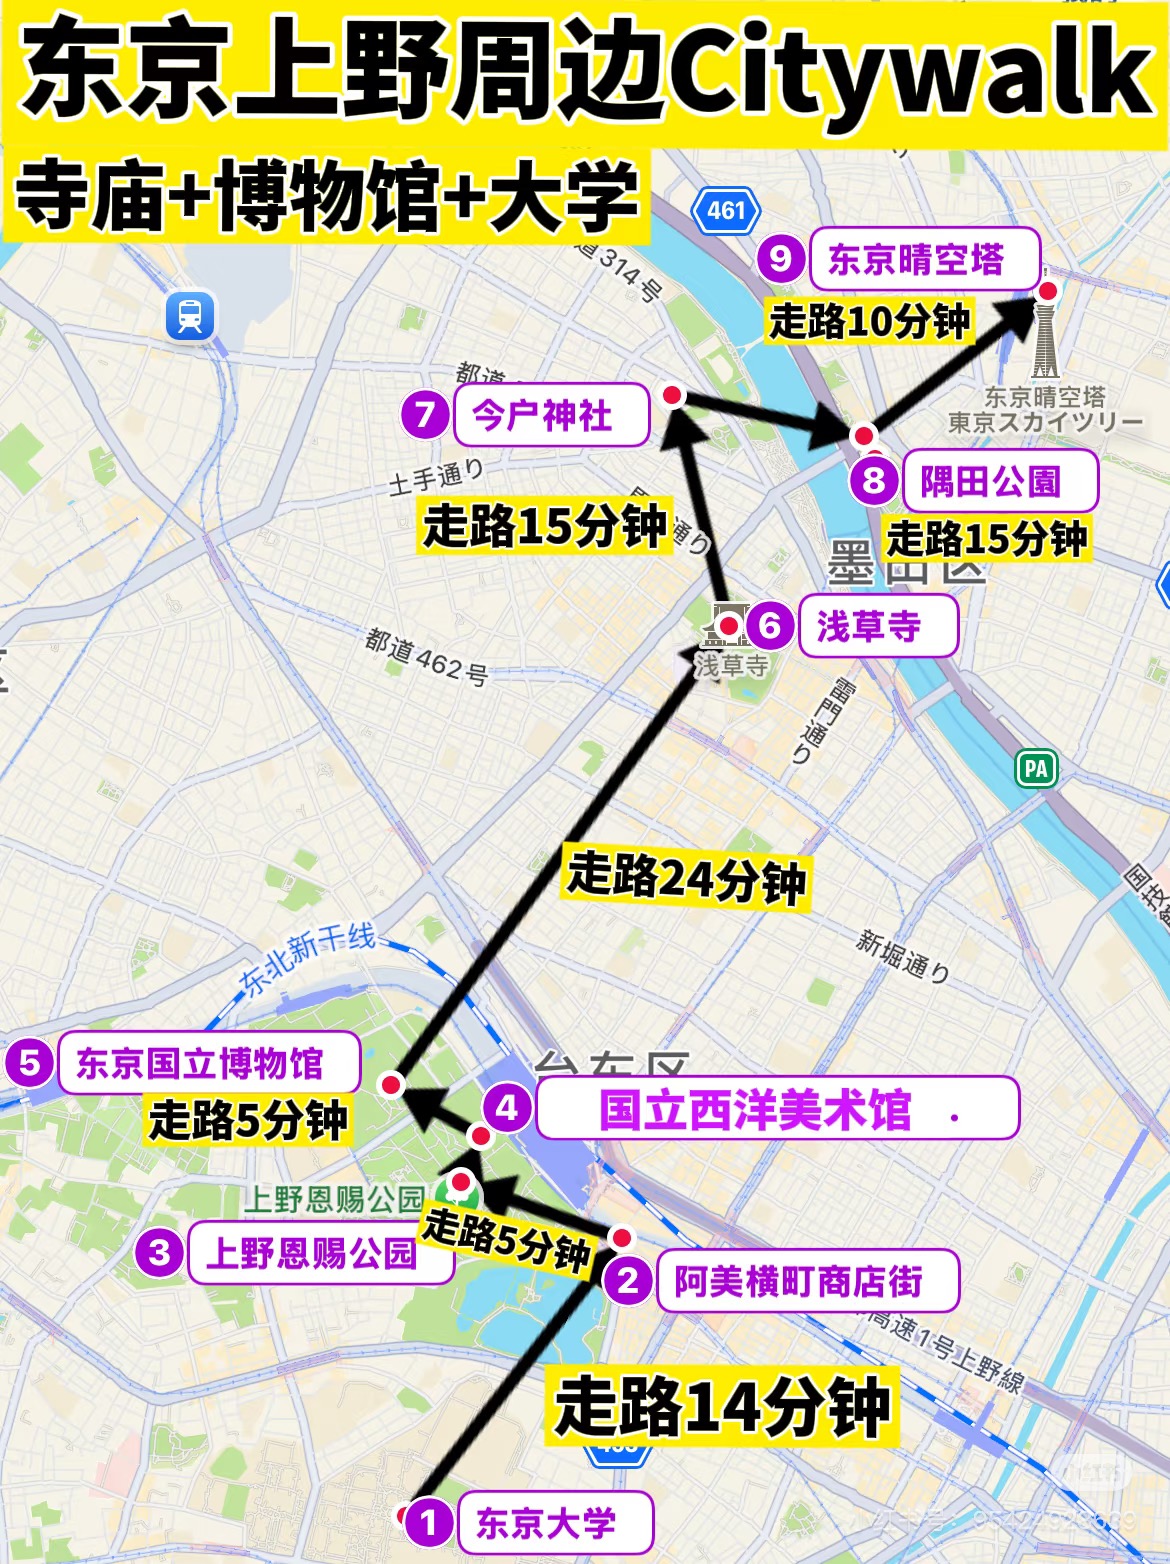 东京上野周边Citywalk
寺庙+博物馆+大学
461
道314号
9 东京晴空塔
走路10分钟
东京晴空塔
東京スカイツリー
都道
7 今户神社
8 隅田公園
土手通り
走路15分钟
通り
走路15分钟
墨田区
6 浅草寺
浅草寺
都道462号
雷門通り
PA
走路24分钟
国技館
新堀通り
东北新干线
5 东京国立博物馆
台东区
走路5分钟
4 国立西洋美术馆 .
上野恩赐公园
走路5分钟
3 上野恩赐公园
2 阿美横町商店街
高速1号上野線
走路14分钟
1 东京大学